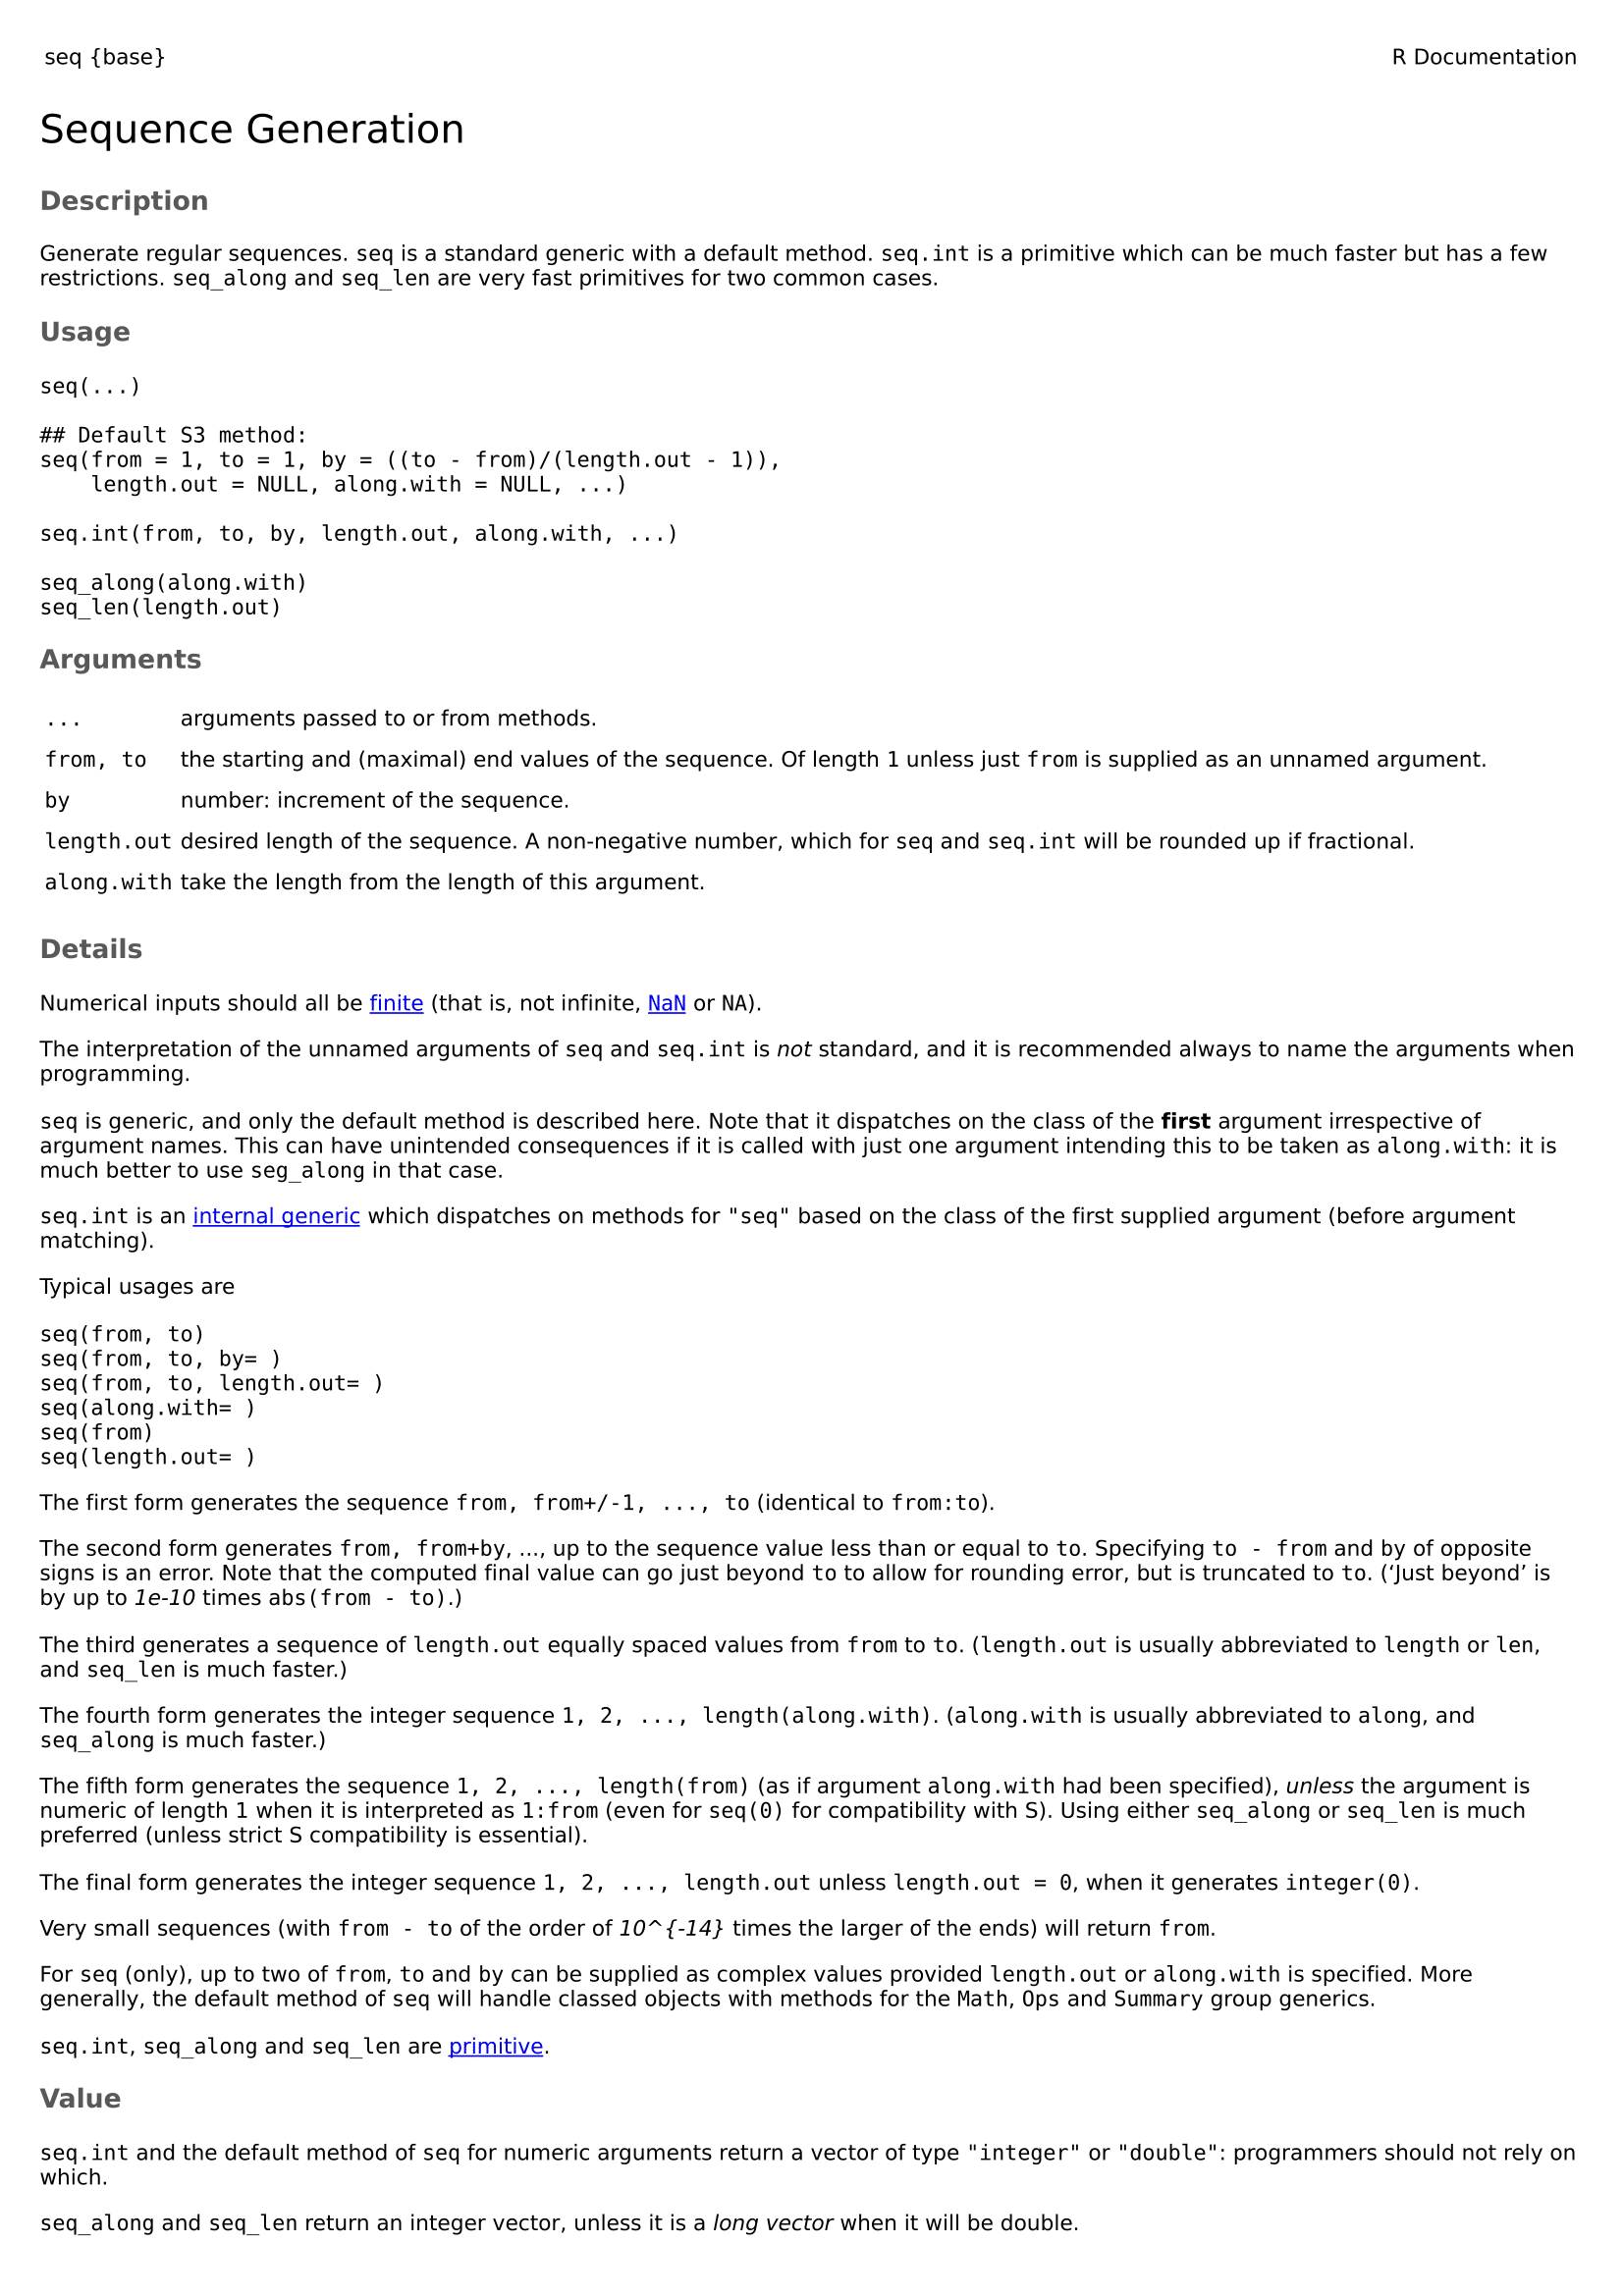 seq {base}
R Documentation
Sequence Generation
Description
Generate regular sequences. seq is a standard generic with a default method. seq.int is a primitive which can be much faster but has a few
restrictions. seq_along and seq_len are very fast primitives for two common cases.
Usage
seq(...)
## Default S3 method:
seq(from = 1, to = 1, by = ((to - from)/(length.out - 1)),
    length.out = NULL, along.with = NULL, ...)
seq.int(from, to, by, length.out, along.with, ...)
seq_along(along.with)
seq_len(length.out)
Arguments
... arguments passed to or from methods.
from, to the starting and (maximal) end values of the sequence. Of length 1 unless just from is supplied as an unnamed argument.
by number: increment of the sequence.
length.out desired length of the sequence. A non-negative number, which for seq and seq.int will be rounded up if fractional.
along.with take the length from the length of this argument.
Details
Numerical inputs should all be finite (that is, not infinite, NaN or NA).
The interpretation of the unnamed arguments of seq and seq.int is not standard, and it is recommended always to name the arguments when
programming.
seq is generic, and only the default method is described here. Note that it dispatches on the class of the first argument irrespective of
argument names. This can have unintended consequences if it is called with just one argument intending this to be taken as along.with: it is
much better to use seg_along in that case.
seq.int is an internal generic which dispatches on methods for "seq" based on the class of the first supplied argument (before argument
matching).
Typical usages are
seq(from, to)
seq(from, to, by= )
seq(from, to, length.out= )
seq(along.with= )
seq(from)
seq(length.out= )
The first form generates the sequence from, from+/-1, ..., to (identical to from:to).
The second form generates from, from+by, ..., up to the sequence value less than or equal to to. Specifying to - from and by of opposite
signs is an error. Note that the computed final value can go just beyond to to allow for rounding error, but is truncated to to. (‘Just beyond’ is
by up to 1e-10 times abs(from - to).)
The third generates a sequence of length.out equally spaced values from from to to. (length.out is usually abbreviated to length or len,
and seq_len is much faster.)
The fourth form generates the integer sequence 1, 2, ..., length(along.with). (along.with is usually abbreviated to along, and
seq_along is much faster.)
The fifth form generates the sequence 1, 2, ..., length(from) (as if argument along.with had been specified), unless the argument is
numeric of length 1 when it is interpreted as 1:from (even for seq(0) for compatibility with S). Using either seq_along or seq_len is much
preferred (unless strict S compatibility is essential).
The final form generates the integer sequence 1, 2, ..., length.out unless length.out = 0, when it generates integer(0).
Very small sequences (with from - to of the order of 10^{-14} times the larger of the ends) will return from.
For seq (only), up to two of from, to and by can be supplied as complex values provided length.out or along.with is specified. More
generally, the default method of seq will handle classed objects with methods for the Math, Ops and Summary group generics.
seq.int, seq_along and seq_len are primitive.
Value
seq.int and the default method of seq for numeric arguments return a vector of type "integer" or "double": programmers should not rely on
which.
seq_along and seq_len return an integer vector, unless it is a long vector when it will be double.